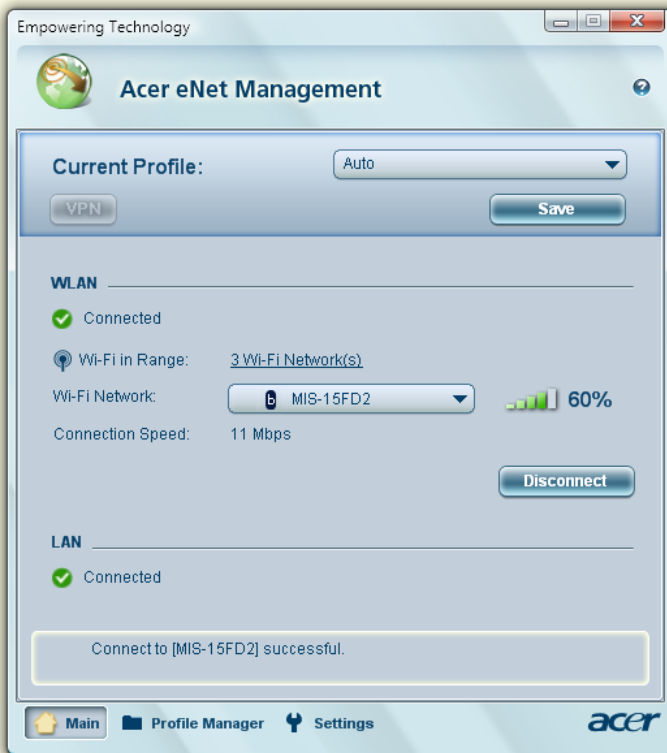 Empowering Technology
Acer eNet Management
Current Profile: Auto
VPN Save
WLAN
Connected
Wi-Fi in Range: 3 Wi-Fi Network(s)
Wi-Fi Network: b MIS-15FD2 60%
Connection Speed: 11 Mbps
Disconnect
LAN
Connected
Connect to [MIS-15FD2] successful.
Main Profile Manager Settings acer